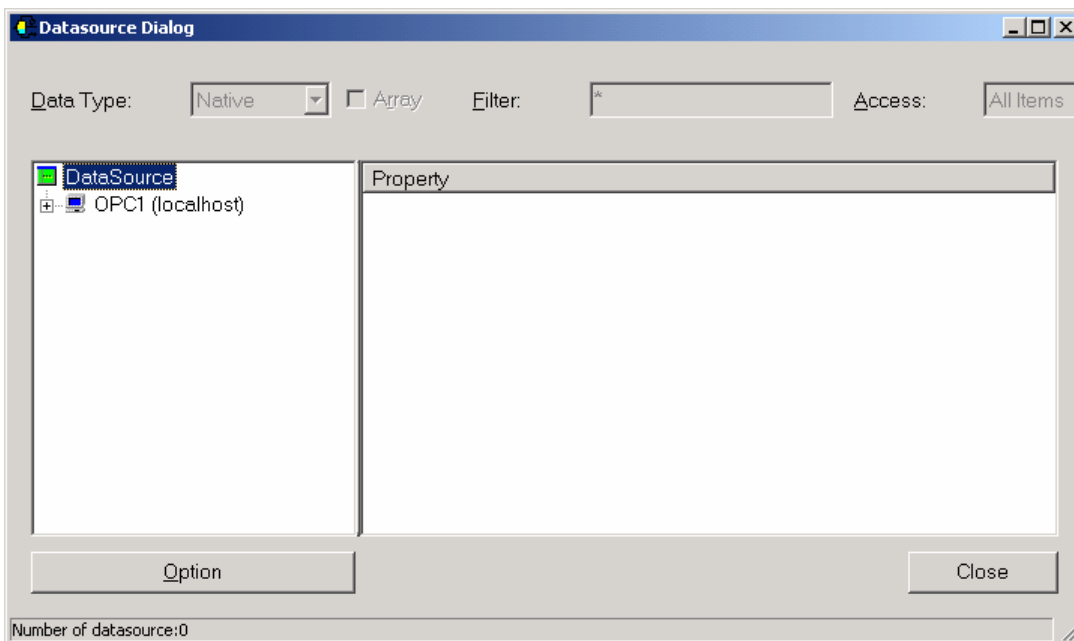 Datasource Dialog
Data Type: Native Array Filter: * Access: All Items
DataSource
OPC1 (localhost)
Property
Option
Close
Number of datasource:0